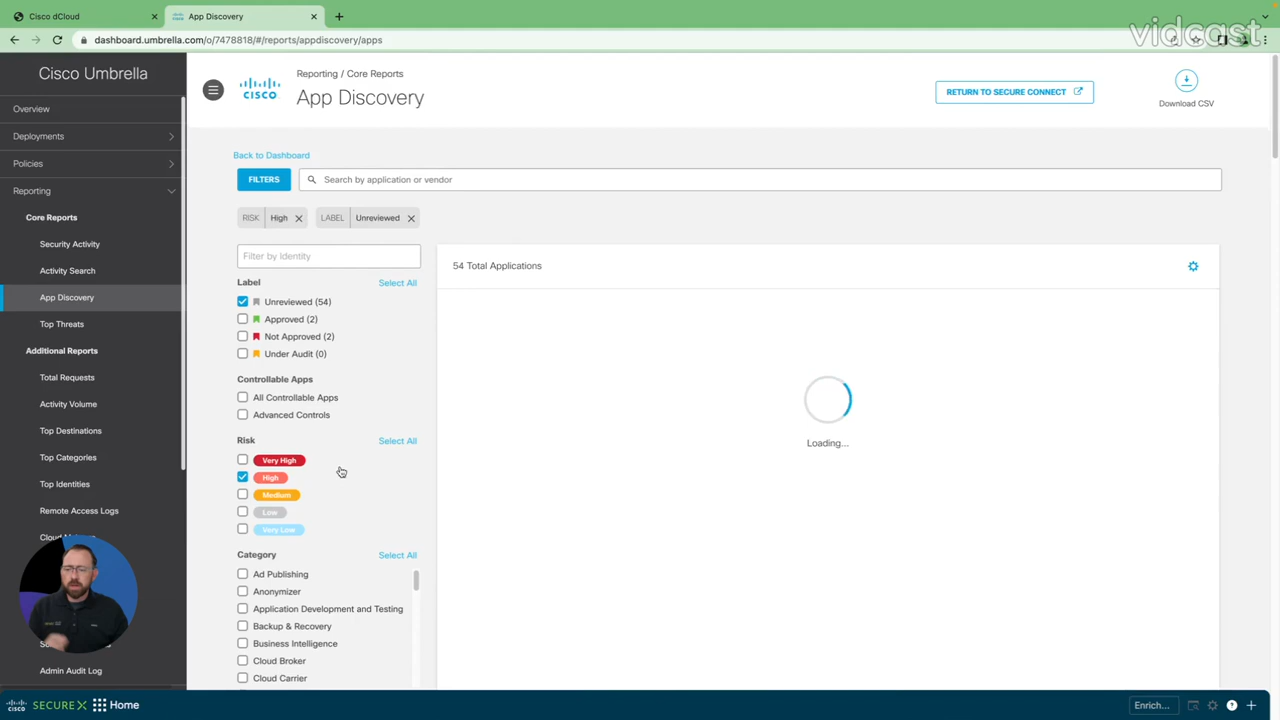 Cisco dCloud
App Discovery
dashboard.umbrella.com/o/7478818/#/reports/appdiscovery/apps
vidcast
Cisco Umbrella
Overview
Deployments
Policies
Reporting
Core Reports
Security Activity
Activity Search
App Discovery
Top Threats
Additional Reports
Total Requests
Activity Volume
Top Destinations
Top Categories
Top Identities
Remote Access Logs
Admin Audit Log
CISCO
Reporting / Core Reports
App Discovery
RETURN TO SECURE CONNECT
Download CSV
Back to Dashboard
FILTERS
Search by application or vendor
RISK High
LABEL Unreviewed
Filter by Identity
Label Select All
Unreviewed (54)
Approved (2)
Not Approved (2)
Under Audit (0)
Controllable Apps
All Controllable Apps
Advanced Controls
Risk Select All
Very High
High
Medium
Low
Very Low
Category Select All
Ad Publishing
Anonymizer
Application Development and Testing
Backup & Recovery
Business Intelligence
Cloud Broker
Cloud Carrier
54 Total Applications
Loading...
CISCO SECURE X Home
Enrich...